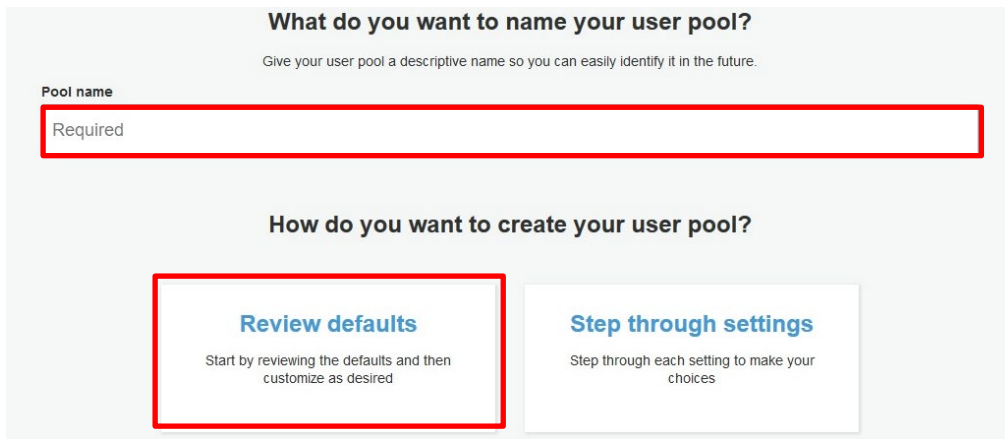 What do you want to name your user pool?
Give your user pool a descriptive name so you can easily identify it in the future.
Pool name
Required
How do you want to create your user pool?
Review defaults
Start by reviewing the defaults and then
customize as desired
Step through settings
Step through each setting to make your
choices